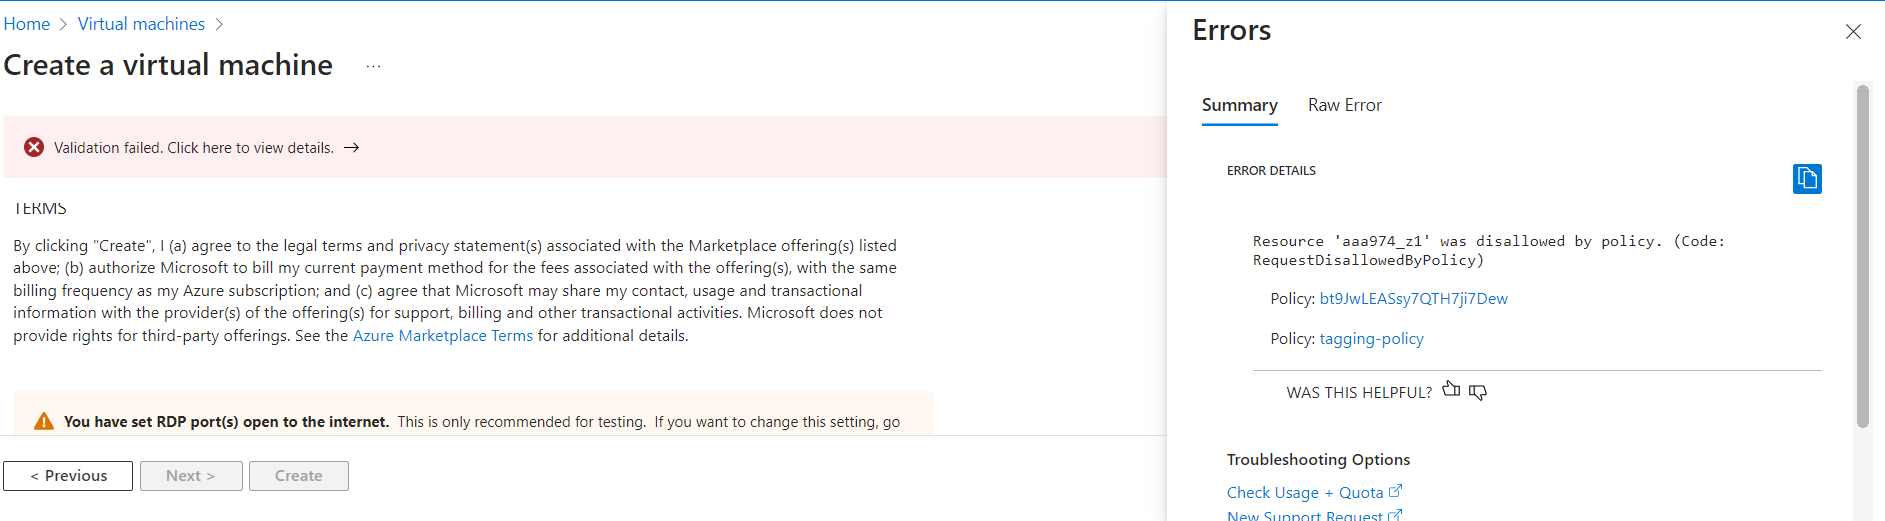 Home > Virtual machines >
Create a virtual machine ...
Validation failed. Click here to view details. →
TERMS
By clicking "Create", I (a) agree to the legal terms and privacy statement(s) associated with the Marketplace offering(s) listed
above; (b) authorize Microsoft to bill my current payment method for the fees associated with the offering(s), with the same
billing frequency as my Azure subscription; and (c) agree that Microsoft may share my contact, usage and transactional
information with the provider(s) of the offering(s) for support, billing and other transactional activities. Microsoft does not
provide rights for third-party offerings. See the Azure Marketplace Terms for additional details.
You have set RDP port(s) open to the internet. This is only recommended for testing. If you want to change this setting, go
< Previous
Next >
Create
Errors
Summary
Raw Error
ERROR DETAILS
Resource 'aaa974_z1' was disallowed by policy. (Code:
RequestDisallowedByPolicy)
Policy: bt9JwLEASsy7QTH7ji7Dew
Policy: tagging-policy
WAS THIS HELPFUL?
Troubleshooting Options
Check Usage + Quota
New Support Request